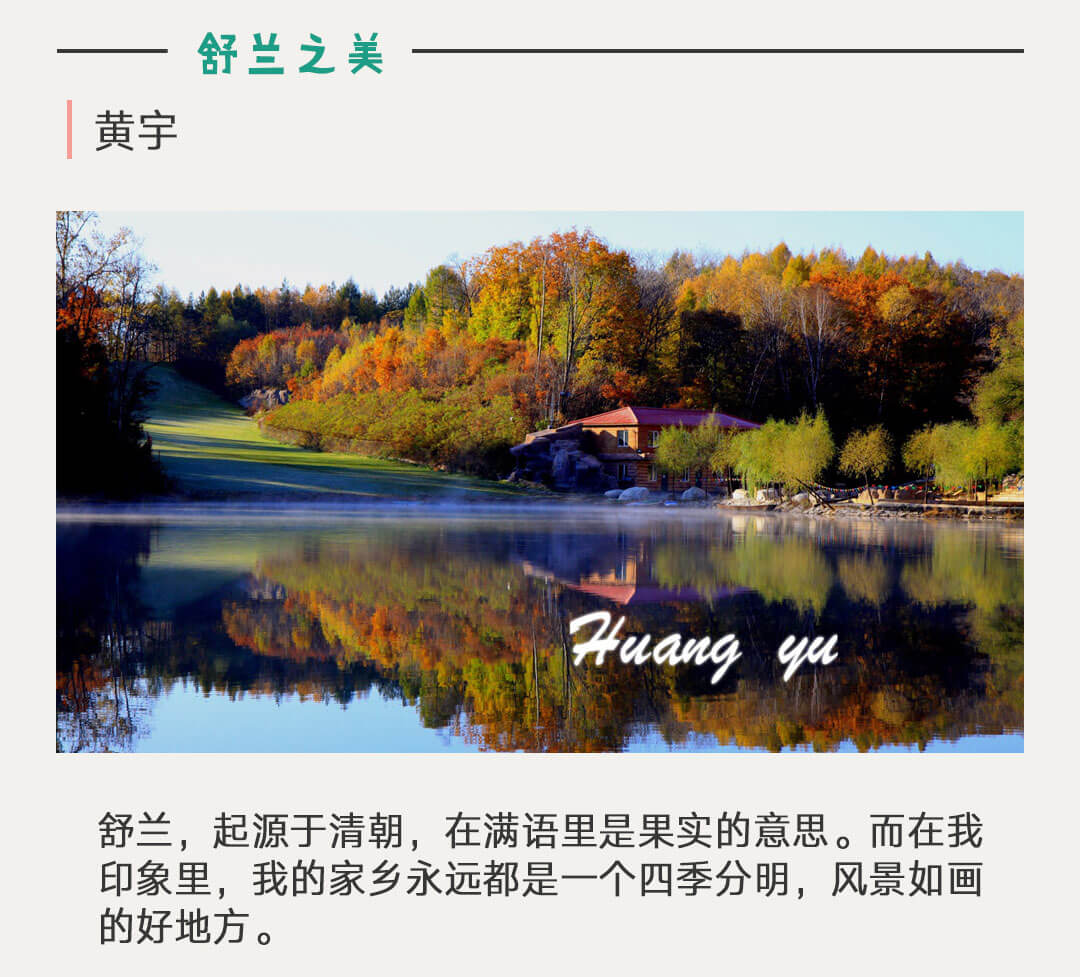 舒兰之美
黄宇
Huang yu
舒兰，起源于清朝，在满语里是果实的意思。而在我
印象里，我的家乡永远都是一个四季分明，风景如画
的好地方。